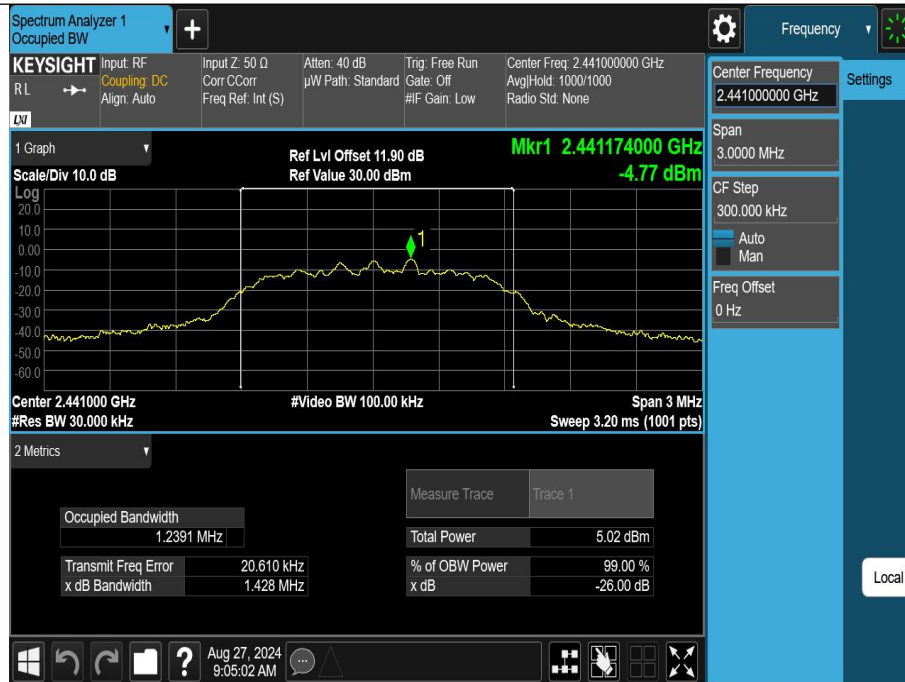 Spectrum Analyzer 1
Occupied BW
+
Frequency
KEYSIGHT
RL
LXI
Input: RF
Coupling: DC
Align: Auto
Input Z: 50 Ω
Corr CCorr
Freq Ref: Int (S)
Atten: 40 dB
µW Path: Standard
Trig: Free Run
Gate: Off
#IF Gain: Low
Center Freq: 2.441000000 GHz
Avg|Hold: 1000/1000
Radio Std: None
Center Frequency
2.441000000 GHz
Settings
Span
3.0000 MHz
CF Step
300.000 kHz
Auto
Man
Freq Offset
0 Hz
Local
1 Graph
Scale/Div 10.0 dB
Ref Lvl Offset 11.90 dB
Ref Value 30.00 dBm
Mkr1 2.441174000 GHz
-4.77 dBm
Log
20.0
10.0
0.00
-10.0
-20.0
-30.0
-40.0
-50.0
-60.0
1
Center 2.441000 GHz
#Video BW 100.00 kHz
Span 3 MHz
#Res BW 30.000 kHz
Sweep 3.20 ms (1001 pts)
2 Metrics
Measure Trace Trace 1
Occupied Bandwidth
1.2391 MHz
Total Power 5.02 dBm
Transmit Freq Error 20.610 kHz
% of OBW Power 99.00 %
x dB Bandwidth 1.428 MHz
x dB -26.00 dB
?
Aug 27, 2024
9:05:02 AM